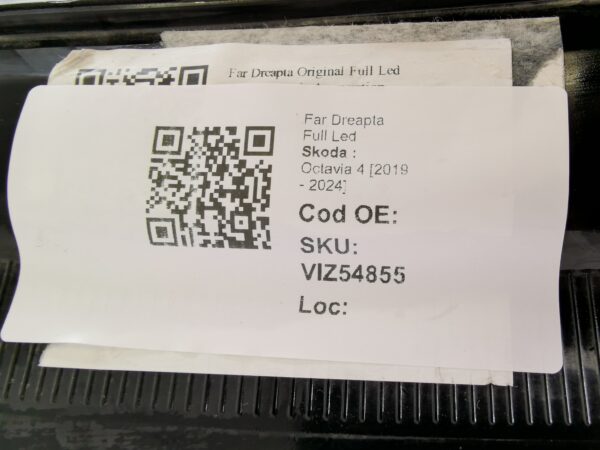 Far Dreapta Original Full Led
Far Dreapta
Full Led
Skoda :
Octavia 4 [2019
- 2024]
Cod OE:
SKU:
VIZ54855
Loc: